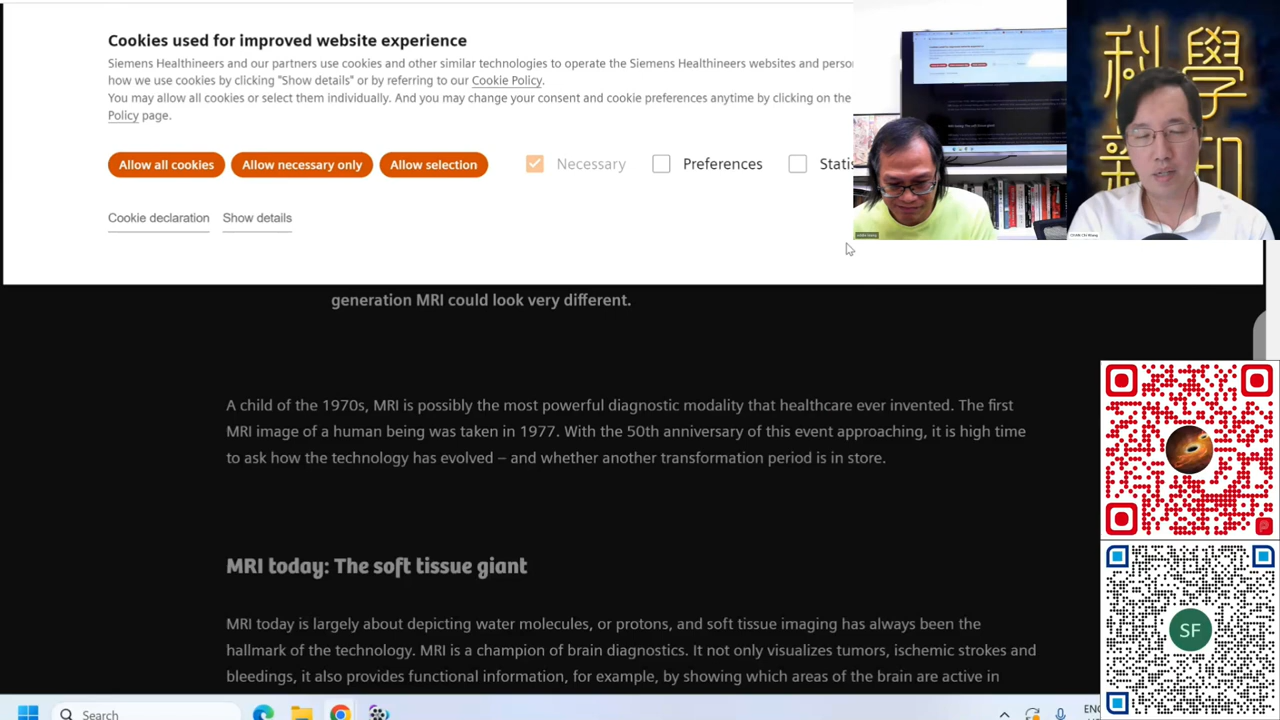 Cookies used for improved website experience
Siemens Healthineers and our partners use cookies and other similar technologies to operate the Siemens Healthineers websites and perso
how we use cookies by clicking "Show details" or by referring to our Cookie Policy.
You may allow all cookies or select them individually. And you may change your consent and cookie preferences anytime by clicking on the
Policy page.
Allow all cookies
Allow necessary only
Allow selection
Necessary
Preferences
Statis
Cookie declaration
Show details
科學
新知
generation MRI could look very different.
A child of the 1970s, MRI is most powerful diagnostic modality that healthcare ever invented. The first
MRI image of a human being 1977. With the 50th anniversary of this event approaching, it is high time
to ask how the technology has evolved – and whether another transformation period is in store.
MRI today: The soft tissue giant
MRI today is largely about depicting water molecules, or protons, and soft tissue imaging has always been the
hallmark of the technology. MRI is a champion of brain diagnostics. It not only visualizes tumors, ischemic strokes and
bleedings, it also provides functional information, for example, by showing which areas of the brain are active in
SF
Search
ENG